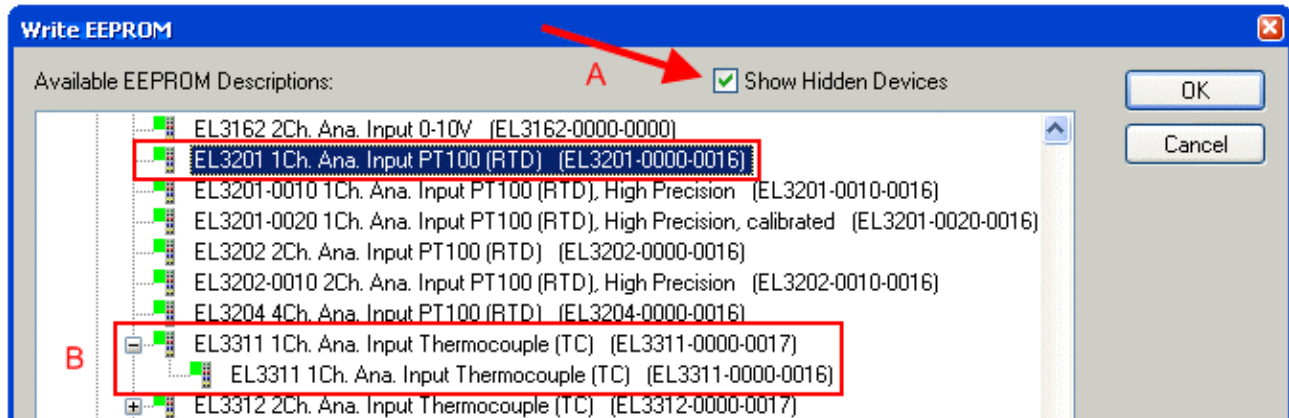 Write EEPROM
Available EEPROM Descriptions:
A
Show Hidden Devices
OK
Cancel
EL3162 2Ch. Ana. Input 0-10V (EL3162-0000-0000)
EL3201 1Ch. Ana. Input PT100 (RTD) (EL3201-0000-0016)
EL3201-0010 1Ch. Ana. Input PT100 (RTD), High Precision (EL3201-0010-0016)
EL3201-0020 1Ch. Ana. Input PT100 (RTD), High Precision, calibrated (EL3201-0020-0016)
EL3202 2Ch. Ana. Input PT100 (RTD) (EL3202-0000-0016)
EL3202-0010 2Ch. Ana. Input PT100 (RTD), High Precision (EL3202-0010-0016)
EL3204 4Ch. Ana. Input PT100 (RTD) (EL3204-0000-0016)
B
EL3311 1Ch. Ana. Input Thermocouple (TC) (EL3311-0000-0017)
EL3311 1Ch. Ana. Input Thermocouple (TC) (EL3311-0000-0016)
EL3312 2Ch. Ana. Input Thermocouple (TC) (EL3312-0000-0017)